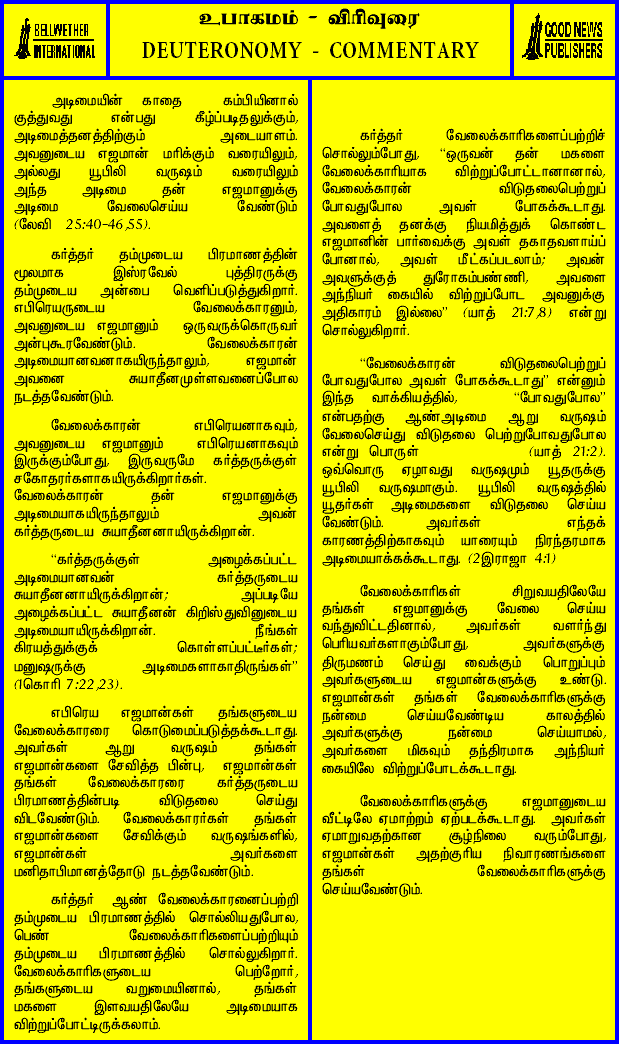 BELLWETHER
INTERNATIONAL
உபாகமம் - விரிவுரை
DEUTERONOMY - COMMENTARY
GOOD NEWS
PUBLISHERS
அடிமையின் காதை கம்பியினால்
குத்துவது என்பது கீழ்ப்படிதலுக்கும்,
அடிமைத்தனத்திற்கும் அடையாளம்.
அவனுடைய எஜமான் மரிக்கும் வரையிலும்,
அல்லது யூபிலி வருஷம் வரையிலும்
அந்த அடிமை தன் எஜமானுக்கு
அடிமை வேலைசெய்ய வேண்டும்
(லேவி 25:40-46,55).
கர்த்தர் தம்முடைய பிரமாணத்தின்
மூலமாக இஸ்ரவேல் புத்திரருக்கு
தம்முடைய அன்பை வெளிப்படுத்துகிறார்.
எபிரெயருடைய வேலைக்காரனும்,
அவனுடைய எஜமானும் ஒருவருக்கொருவர்
அன்புகூரவேண்டும். வேலைக்காரன்
அடிமையானவனாகயிருந்தாலும், எஜமான்
அவனை சுயாதீனமுள்ளவனைப்போல
நடத்தவேண்டும்.
வேலைக்காரன் எபிரெயனாகவும்,
அவனுடைய எஜமானும் எபிரெயனாகவும்
இருக்கும்போது, இருவருமே கர்த்தருக்குள்
சகோதரர்களாகயிருக்கிறார்கள்.
வேலைக்காரன் தன் எஜமானுக்கு
அடிமையாகயிருந்தாலும் அவன்
கர்த்தருடைய சுயாதீனனாயிருக்கிறான்.
“கர்த்தருக்குள் அழைக்கப்பட்ட
அடிமையானவன் கர்த்தருடைய
சுயாதீனனாயிருக்கிறான்; அப்படியே
அழைக்கப்பட்ட சுயாதீனன் கிறிஸ்துவினுடைய
அடிமையாயிருக்கிறான். நீங்கள்
கிரயத்துக்குக் கொள்ளப்பட்டீர்கள்;
மனுஷருக்கு அடிமைகளாகாதிருங்கள்”
(1கொரி 7:22,23).
எபிரெய எஜமான்கள் தங்களுடைய
வேலைக்காரரை கொடுமைப்படுத்தக்கூடாது.
அவர்கள் ஆறு வருஷம் தங்கள்
எஜமான்களை சேவித்த பின்பு, எஜமான்கள்
தங்கள் வேலைக்காரரை கர்த்தருடைய
பிரமாணத்தின்படி விடுதலை செய்து
விடவேண்டும். வேலைக்காரர்கள் தங்கள்
எஜமான்களை சேவிக்கும் வருஷங்களில்,
எஜமான்கள் அவர்களை
மனிதாபிமானத்தோடு நடத்தவேண்டும்.
கர்த்தர் ஆண் வேலைக்காரனைப்பற்றி
தம்முடைய பிரமாணத்தில் சொல்லியதுபோல,
பெண் வேலைக்காரிகளைப்பற்றியும்
தம்முடைய பிரமாணத்தில் சொல்லுகிறார்.
வேலைக்காரிகளுடைய பெற்றோர்,
தங்களுடைய வறுமையினால், தங்கள்
மகளை இளவயதிலேயே அடிமையாக
விற்றுப்போட்டிருக்கலாம்.
கர்த்தர் வேலைக்காரிகளைப்பற்றிச்
சொல்லும்போது, “ஒருவன் தன் மகளை
வேலைக்காரியாக விற்றுப்போட்டானானால்,
வேலைக்காரன் விடுதலைபெற்றுப்
போவதுபோல அவள் போகக்கூடாது.
அவளைத் தனக்கு நியமித்துக் கொண்ட
எஜமானின் பார்வைக்கு அவள் தகாதவளாய்ப்
போனால், அவள் மீட்கப்படலாம்; அவன்
அவளுக்குத் துரோகம்பண்ணி, அவளை
அந்நியர் கையில் விற்றுப்போட அவனுக்கு
அதிகாரம் இல்லை” (யாத் 21:7,8) என்று
சொல்லுகிறார்.
“வேலைக்காரன் விடுதலைபெற்றுப்
போவதுபோல அவள் போகக்கூடாது” என்னும்
இந்த வாக்கியத்தில், “போவதுபோல”
என்பதற்கு ஆண்அடிமை ஆறு வருஷம்
வேலைசெய்து விடுதலை பெற்றுபோவதுபோல
என்று பொருள் (யாத் 21:2).
ஒவ்வொரு ஏழாவது வருஷமும் யூதருக்கு
யூபிலி வருஷமாகும். யூபிலி வருஷத்தில்
யூதர்கள் அடிமைகளை விடுதலை செய்ய
வேண்டும். அவர்கள் எந்தக்
காரணத்திற்காகவும் யாரையும் நிரந்தரமாக
அடிமையாக்கக்கூடாது. (2இராஜா 4:1)
வேலைக்காரிகள் சிறுவயதிலேயே
தங்கள் எஜமானுக்கு வேலை செய்ய
வந்துவிட்டதினால், அவர்கள் வளர்ந்து
பெரியவர்களாகும்போது, அவர்களுக்கு
திருமணம் செய்து வைக்கும் பொறுப்பும்
அவர்களுடைய எஜமான்களுக்கு உண்டு.
எஜமான்கள் தங்கள் வேலைக்காரிகளுக்கு
நன்மை செய்யவேண்டிய காலத்தில்
அவர்களுக்கு நன்மை செய்யாமல்,
அவர்களை மிகவும் தந்திரமாக அந்நியர்
கையிலே விற்றுப்போடக்கூடாது.
வேலைக்காரிகளுக்கு எஜமானுடைய
வீட்டிலே ஏமாற்றம் ஏற்படக்கூடாது. அவர்கள்
ஏமாறுவதற்கான சூழ்நிலை வரும்போது,
எஜமான்கள் அதற்குரிய நிவாரணங்களை
தங்கள் வேலைக்காரிகளுக்கு
செய்யவேண்டும்.